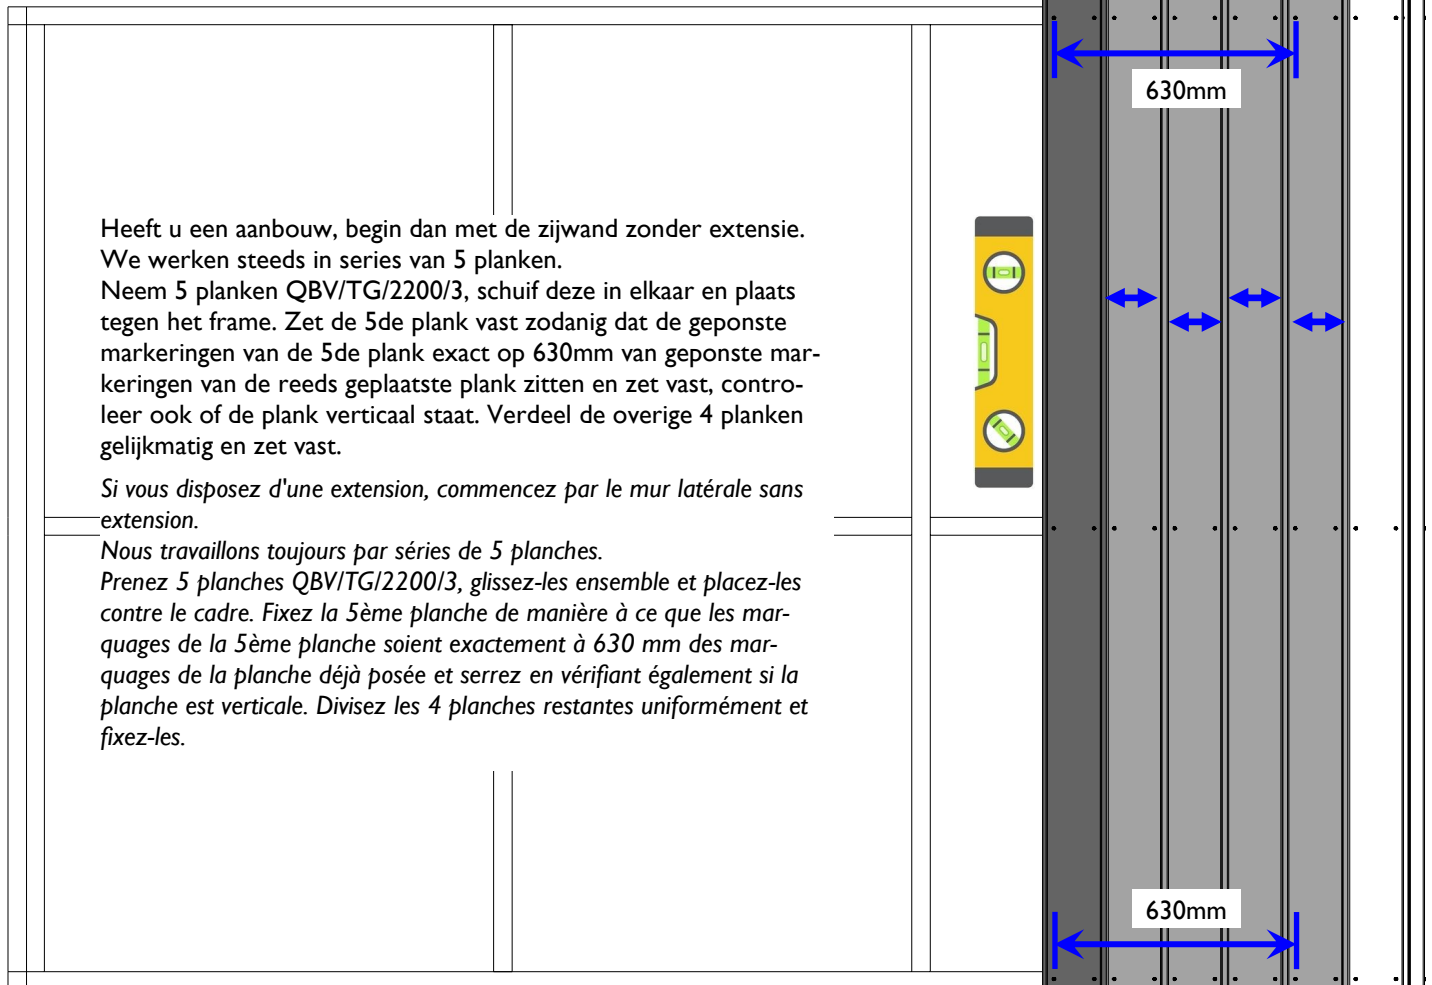 630mm
Heeft u een aanbouw, begin dan met de zijwand zonder extensie.
We werken steeds in series van 5 planken.
Neem 5 planken QBV/TG/2200/3, schuif deze in elkaar en plaats
tegen het frame. Zet de 5de plank vast zodanig dat de geponste
markeringen van de 5de plank exact op 630mm van geponste mar-
keringen van de reeds geplaatste plank zitten en zet vast, contro-
leer ook of de plank verticaal staat. Verdeel de overige 4 planken
gelijkmatig en zet vast.
Si vous disposez d'une extension, commencez par le mur latérale sans
extension.
Nous travaillons toujours par séries de 5 planches.
Prenez 5 planches QBV/TG/2200/3, glissez-les ensemble et placez-les
contre le cadre. Fixez la 5ème planche de manière à ce que les mar-
quages de la 5ème planche soient exactement à 630 mm des mar-
quages de la planche déjà posée et serrez en vérifiant également si la
planche est verticale. Divisez les 4 planches restantes uniformément et
fixez-les.
630mm